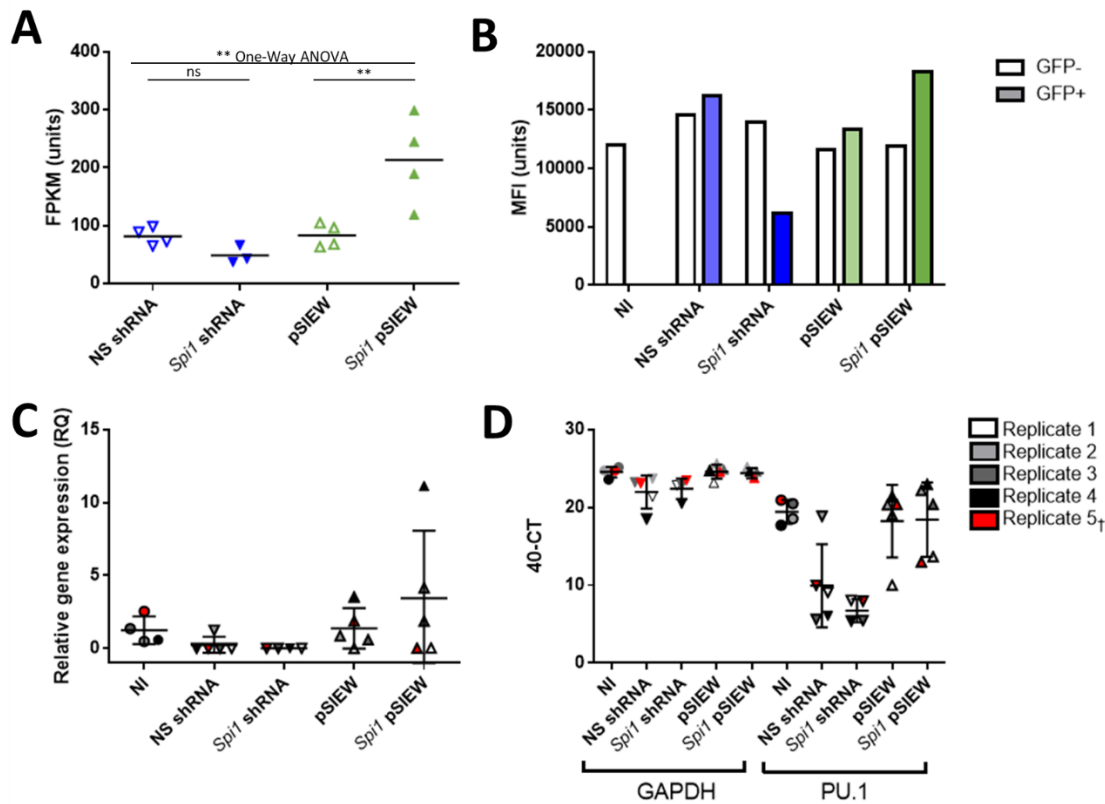 A
400
300
200
100
0
FPKM (units)
** One-Way ANOVA
ns
**
NS shRNA
Spi1 shRNA
pSIEW
Spi1 pSIEW
B
20000
15000
10000
5000
0
MFI (units)
GFP-
GFP+
NI
NS shRNA
Spi1 shRNA
pSIEW
Spi1 pSIEW
C
15
10
5
0
Relative gene expression (RQ)
NI
NS shRNA
Spi1 shRNA
pSIEW
Spi1 pSIEW
D
30
20
10
0
40-CT
Replicate 1
Replicate 2
Replicate 3
Replicate 4
Replicate 5†
NI
NS shRNA
Spi1 shRNA
pSIEW
Spi1 pSIEW
NI
NS shRNA
Spi1 shRNA
pSIEW
Spi1 pSIEW
GAPDH
PU.1